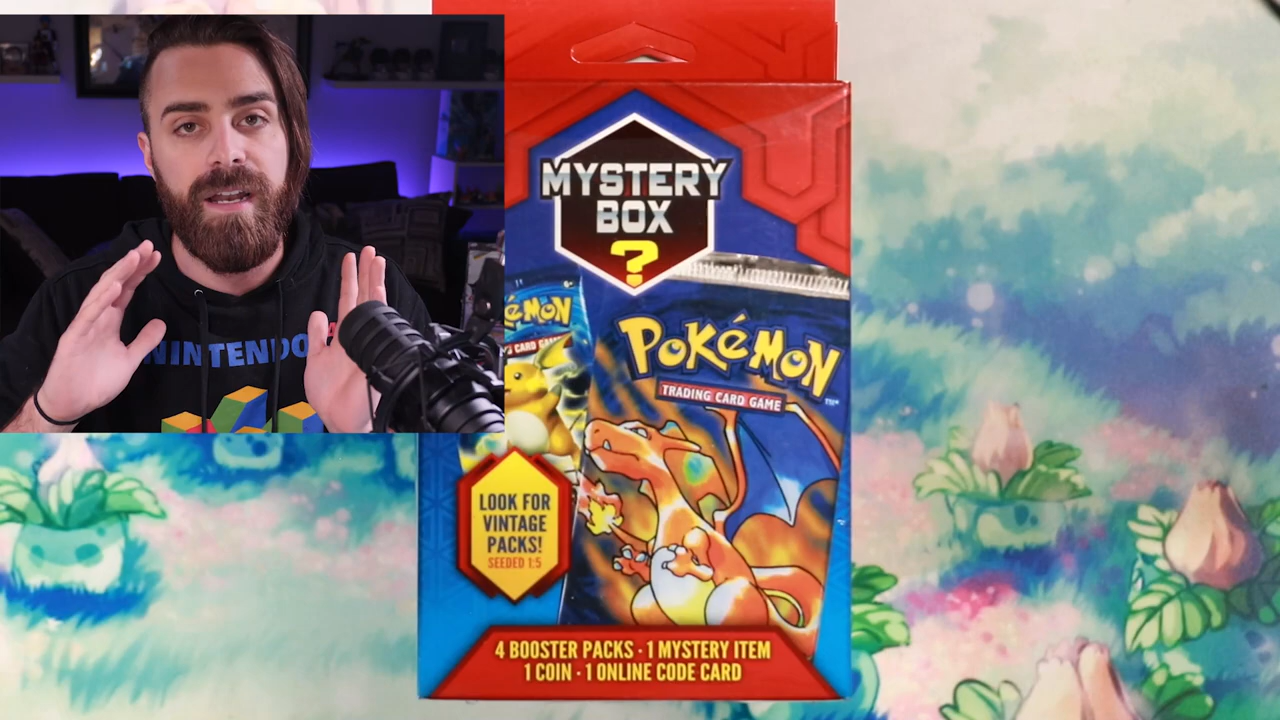 NINTENDO
MYSTERY
BOX
?
POKéMON
TRADING CARD GAME
LOOK FOR
VINTAGE
PACKS!
SEEDED 1:5
4 BOOSTER PACKS · 1 MYSTERY ITEM
1 COIN · 1 ONLINE CODE CARD